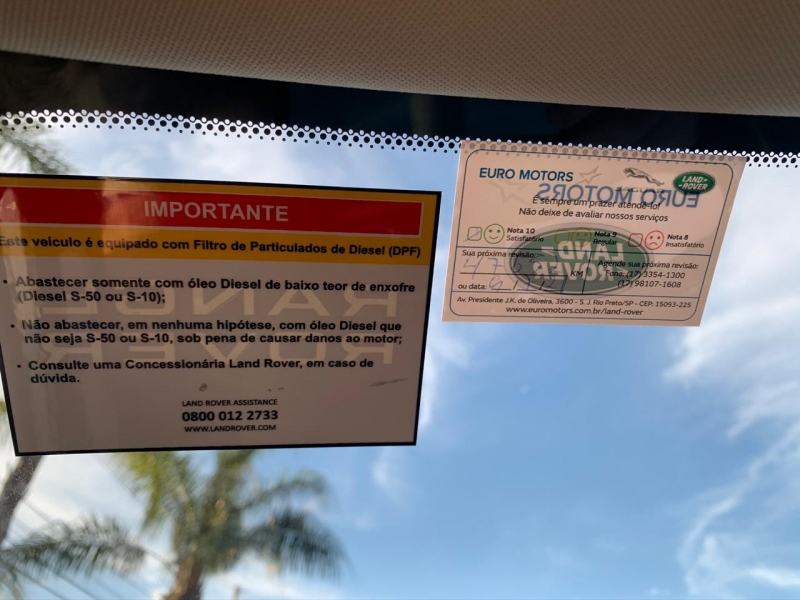 IMPORTANTE
Este veículo é equipado com Filtro de Particulados de Diesel (DPF)
• Abastecer somente com óleo Diesel de baixo teor de enxofre
(Diesel S-50 ou S-10);
• Não abastecer, em nenhuma hipótese, com óleo Diesel que
não seja S-50 ou S-10, sob pena de causar danos ao motor;
• Consulte uma Concessionária Land Rover, em caso de
dúvida.
LAND ROVER ASSISTANCE
0800 012 2733
WWW.LANDROVER.COM
RANGE
ROVER
EURO MOTORS
LAND-
ROVER
EURO MOTORS
É sempre um prazer atendê-lo!
Não deixe de avaliar nossos serviços
Nota 10
Satisfatório
Nota 9
Regular
Nota 8
Insatisfatório
LAND
ROVER
Sua próxima revisão:
KM
ou data:
Agende sua próxima revisão:
Fone: (17) 3354-1300
(17) 98107-1608
Av. Presidente J.K. de Oliveira, 3600 - S. J. Rio Preto/SP - CEP: 15093-225
www.euromotors.com.br/land-rover